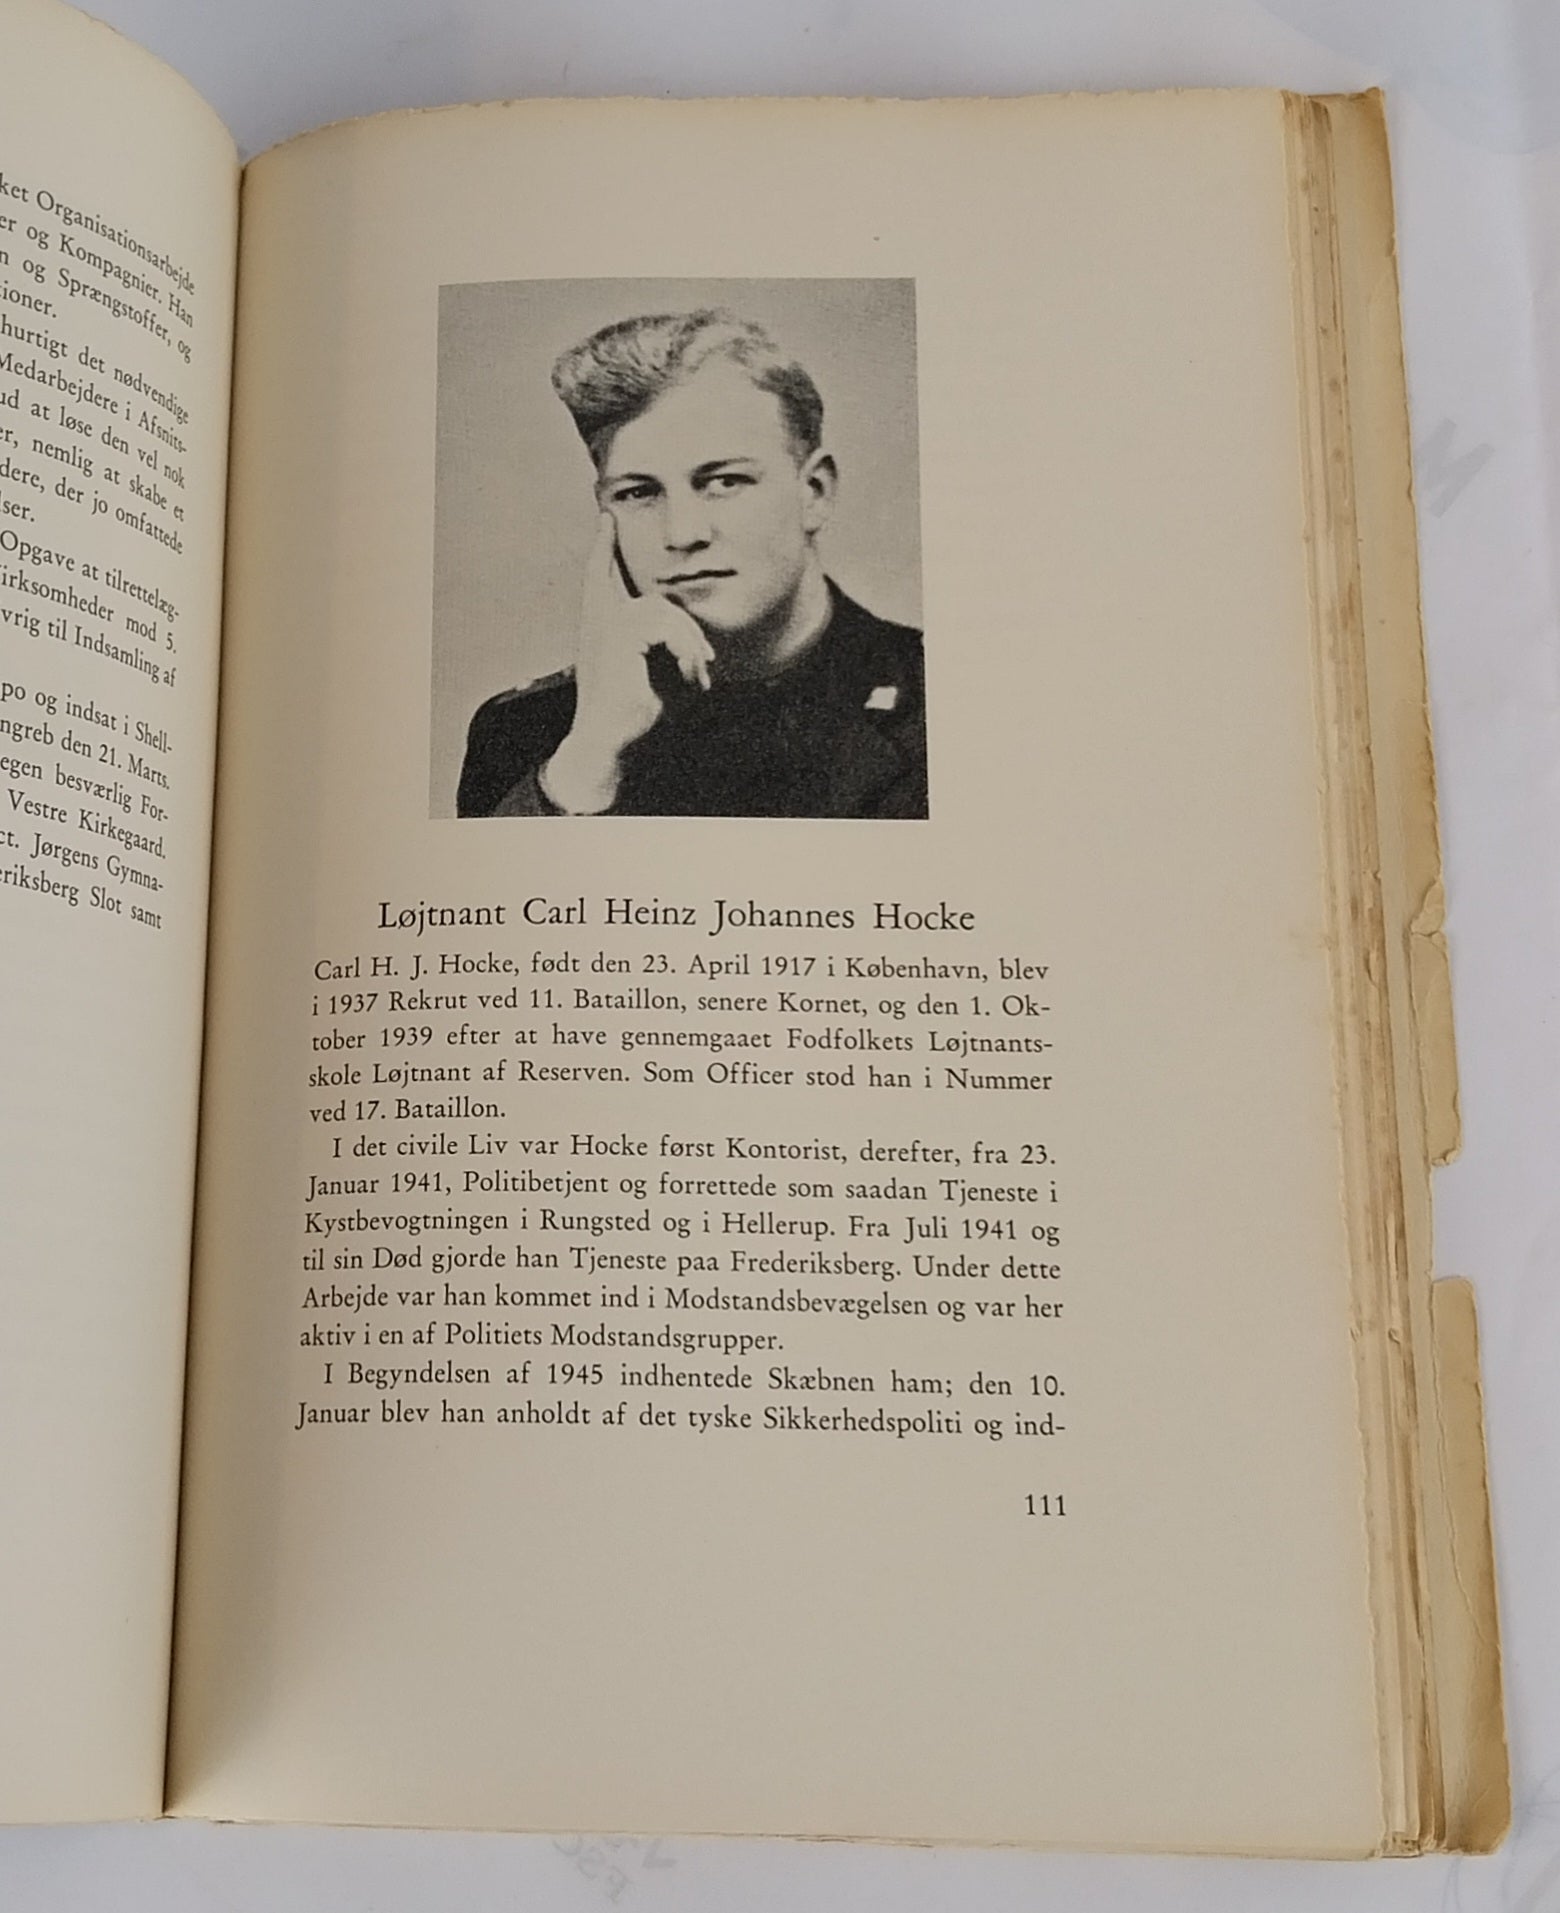 ket Organisationsarbejde
er og Kompagnier. Han
n og Sprængstoffer, og
tioner.
hurtigt det nødvendige
Medarbejdere i Afsnits-
ud at løse den vel nok
er, nemlig at skabe et
dere, der jo omfattede
lser.
Opgave at tilrettelæg-
irksomheder mod 5.
vrig til Indsamling af
po og indsat i Shell-
ngreb den 21. Marts.
egen besværlig For-
Vestre Kirkegaard.
ct. Jørgens Gymna-
eriksberg Slot samt
Løjtnant Carl Heinz Johannes Hocke
Carl H. J. Hocke, født den 23. April 1917 i København, blev
i 1937 Rekrut ved 11. Bataillon, senere Kornet, og den 1. Ok-
tober 1939 efter at have gennemgaaet Fodfolkets Løjtnants-
skole Løjtnant af Reserven. Som Officer stod han i Nummer
ved 17. Bataillon.
I det civile Liv var Hocke først Kontorist, derefter, fra 23.
Januar 1941, Politibetjent og forrettede som saadan Tjeneste i
Kystbevogtningen i Rungsted og i Hellerup. Fra Juli 1941 og
til sin Død gjorde han Tjeneste paa Frederiksberg. Under dette
Arbejde var han kommet ind i Modstandsbevægelsen og var her
aktiv i en af Politiets Modstandsgrupper.
I Begyndelsen af 1945 indhentede Skæbnen ham; den 10.
Januar blev han anholdt af det tyske Sikkerhedspoliti og ind-
111